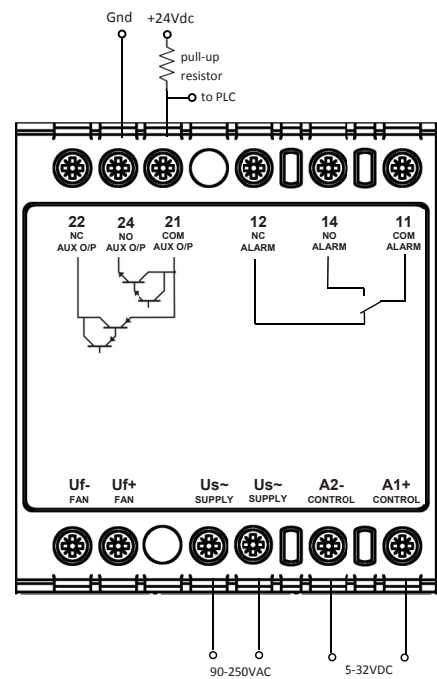 Gnd +24Vdc
pull-up
resistor
to PLC
22 24 21 12 14 11
NC NO COM NC NO COM
AUX O/P AUX O/P AUX O/P ALARM ALARM ALARM
Uf- Uf+ Us~ Us~ A2- A1+
FAN FAN SUPPLY SUPPLY CONTROL CONTROL
90-250VAC 5-32VDC